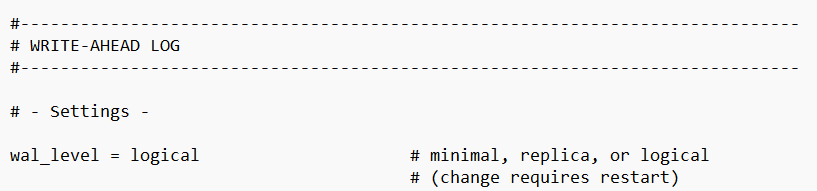 #------------------------------------------------------------------------------
# WRITE-AHEAD LOG
#------------------------------------------------------------------------------
# - Settings -
wal_level = logical # minimal, replica, or logical
# (change requires restart)